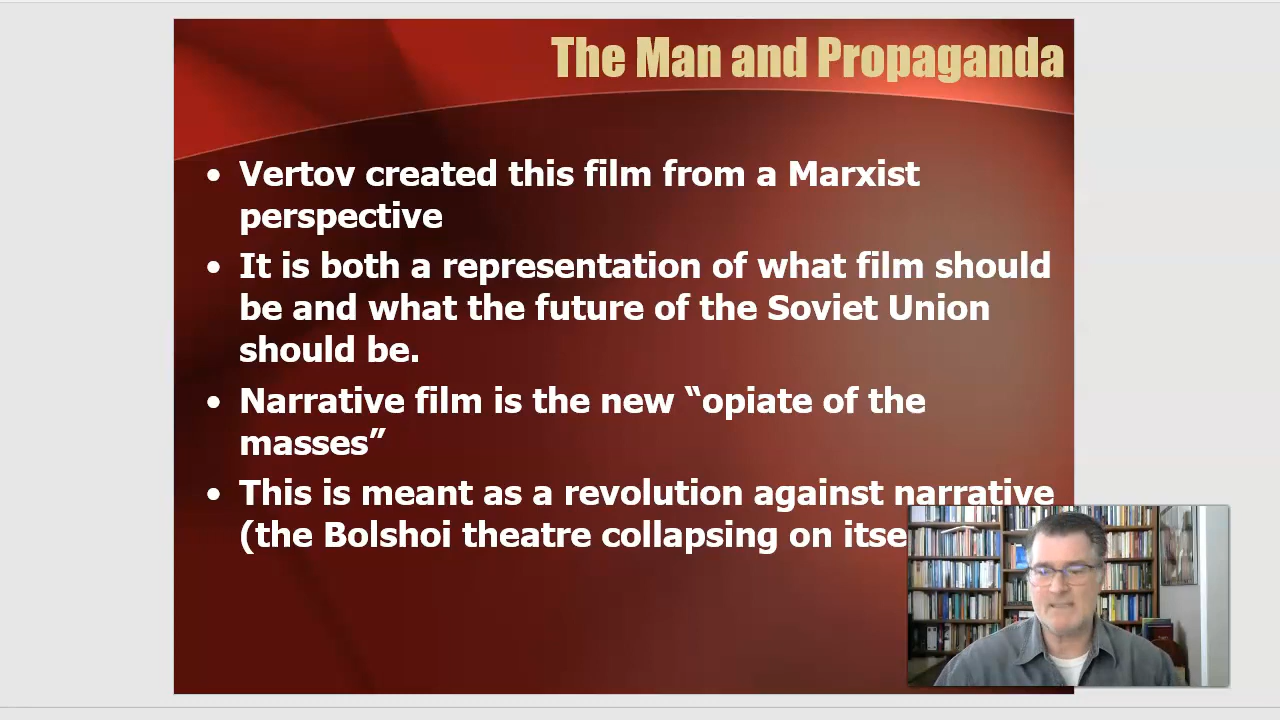 The Man and Propaganda
• Vertov created this film from a Marxist
perspective
• It is both a representation of what film should
be and what the future of the Soviet Union
should be.
• Narrative film is the new “opiate of the
masses”
• This is meant as a revolution against narrative
(the Bolshoi theatre collapsing on